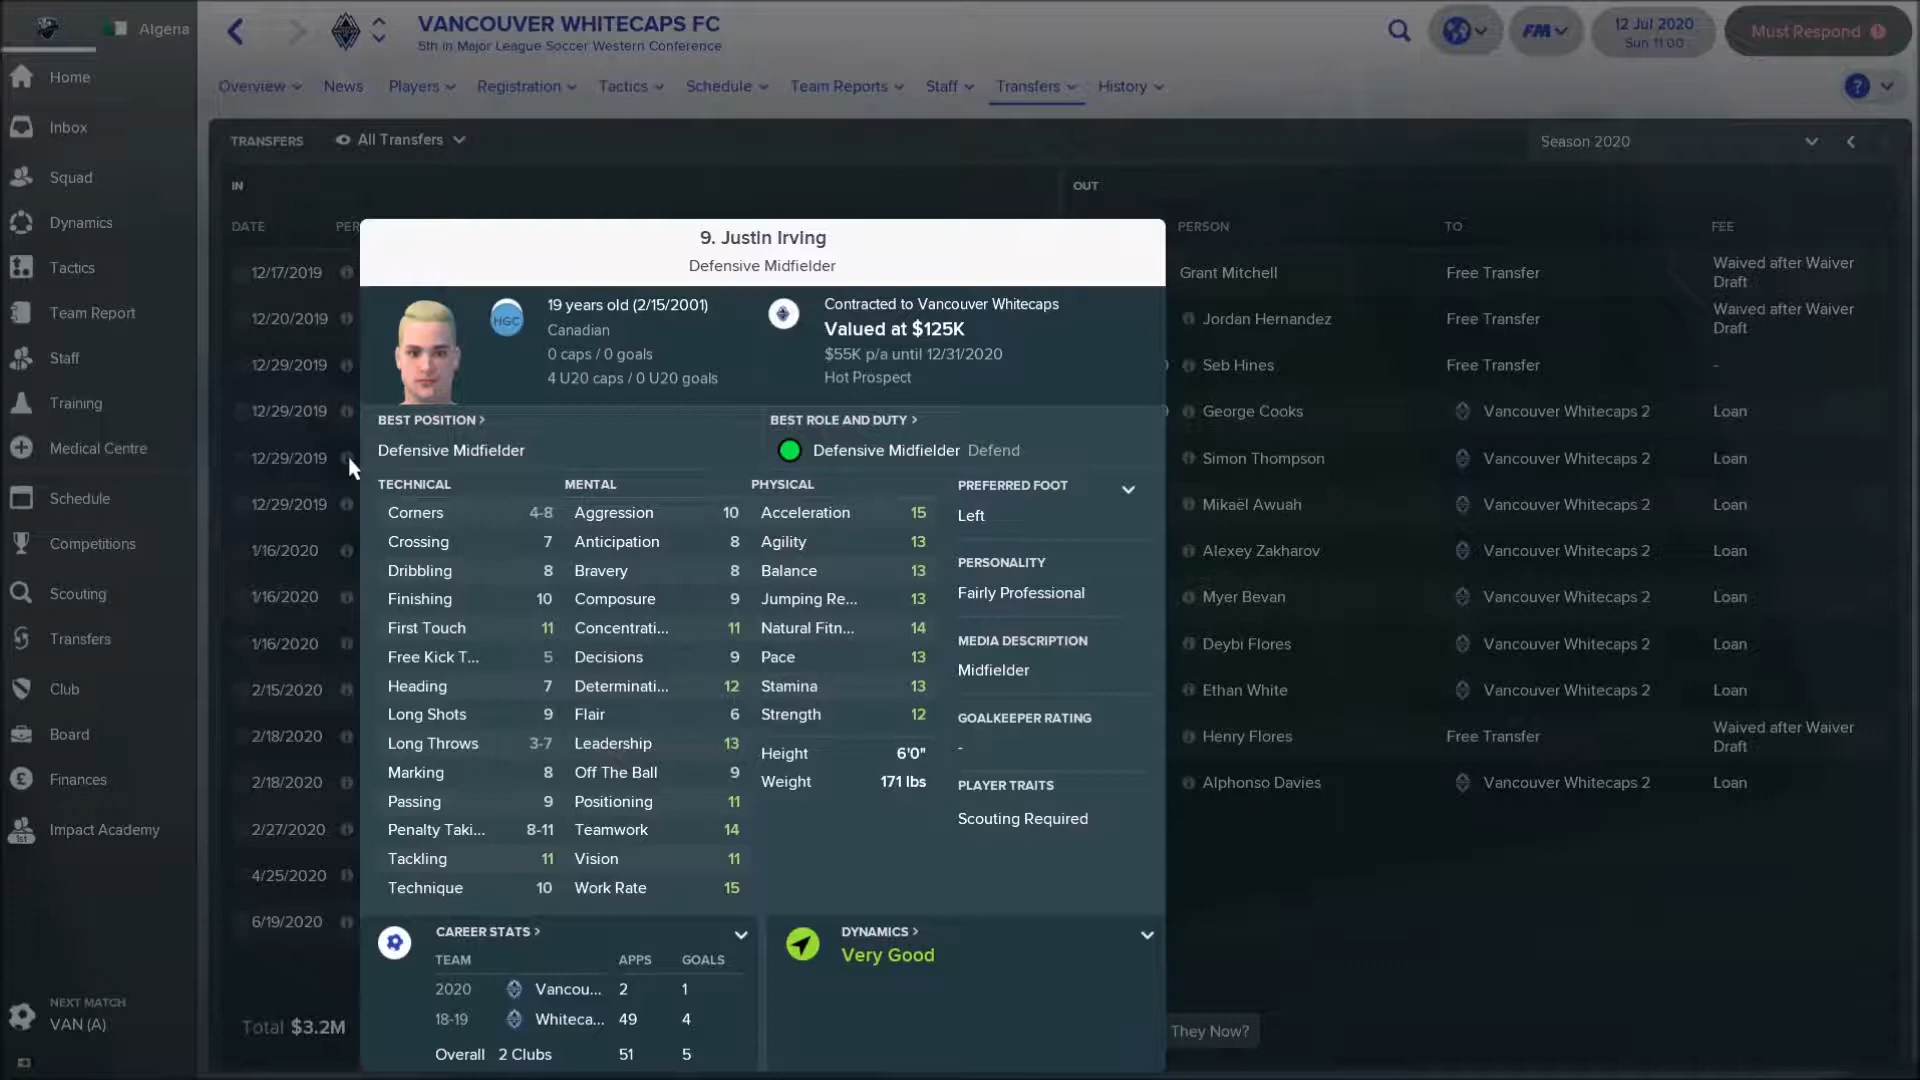 Algeria
VANCOUVER WHITECAPS FC
5th in Major League Soccer Western Conference
FM
12 Jul 2020
Sun 11:00
Must Respond
Overview
News
Players
Registration
Tactics
Schedule
Team Reports
Staff
Transfers
History
?
Home
Inbox
Squad
Dynamics
Tactics
Team Report
Staff
Training
Medical Centre
Schedule
Competitions
Scouting
Transfers
Club
Board
Finances
Impact Academy
NEXT MATCH
VAN (A)
TRANSFERS
All Transfers
Season 2020
IN
OUT
DATE PER
PERSON TO FEE
12/17/2019
12/20/2019
12/29/2019
12/29/2019
12/29/2019
12/29/2019
1/16/2020
1/16/2020
1/16/2020
2/15/2020
2/18/2020
2/18/2020
2/27/2020
4/25/2020
6/19/2020
Total $3.2M
9. Justin Irving
Defensive Midfielder
HGC
19 years old (2/15/2001)
Canadian
0 caps / 0 goals
4 U20 caps / 0 U20 goals
Contracted to Vancouver Whitecaps
Valued at $125K
$55K p/a until 12/31/2020
Hot Prospect
BEST POSITION >
Defensive Midfielder
BEST ROLE AND DUTY >
Defensive Midfielder Defend
TECHNICAL
Corners 4-8
Crossing 7
Dribbling 8
Finishing 10
First Touch 11
Free Kick T... 5
Heading 7
Long Shots 9
Long Throws 3-7
Marking 8
Passing 9
Penalty Taki... 8-11
Tackling 11
Technique 10
MENTAL
Aggression 10
Anticipation 8
Bravery 8
Composure 9
Concentrati... 11
Decisions 9
Determinati... 12
Flair 6
Leadership 13
Off The Ball 9
Positioning 11
Teamwork 14
Vision 11
Work Rate 15
PHYSICAL
Acceleration 15
Agility 13
Balance 13
Jumping Re... 13
Natural Fitn... 14
Pace 13
Stamina 13
Strength 12
Height 6'0"
Weight 171 lbs
PREFERRED FOOT
Left
PERSONALITY
Fairly Professional
MEDIA DESCRIPTION
Midfielder
GOALKEEPER RATING
-
PLAYER TRAITS
Scouting Required
CAREER STATS >
TEAM APPS GOALS
2020 Vancou... 2 1
18-19 Whiteca... 49 4
Overall 2 Clubs 51 5
DYNAMICS >
Very Good
Grant Mitchell Free Transfer Waived after Waiver
Draft
Jordan Hernandez Free Transfer Waived after Waiver
Draft
Seb Hines Free Transfer -
George Cooks Vancouver Whitecaps 2 Loan
Simon Thompson Vancouver Whitecaps 2 Loan
Mikaël Awuah Vancouver Whitecaps 2 Loan
Alexey Zakharov Vancouver Whitecaps 2 Loan
Myer Bevan Vancouver Whitecaps 2 Loan
Deybi Flores Vancouver Whitecaps 2 Loan
Ethan White Vancouver Whitecaps 2 Loan
Henry Flores Free Transfer Waived after Waiver
Draft
Alphonso Davies Vancouver Whitecaps 2 Loan
They Now?